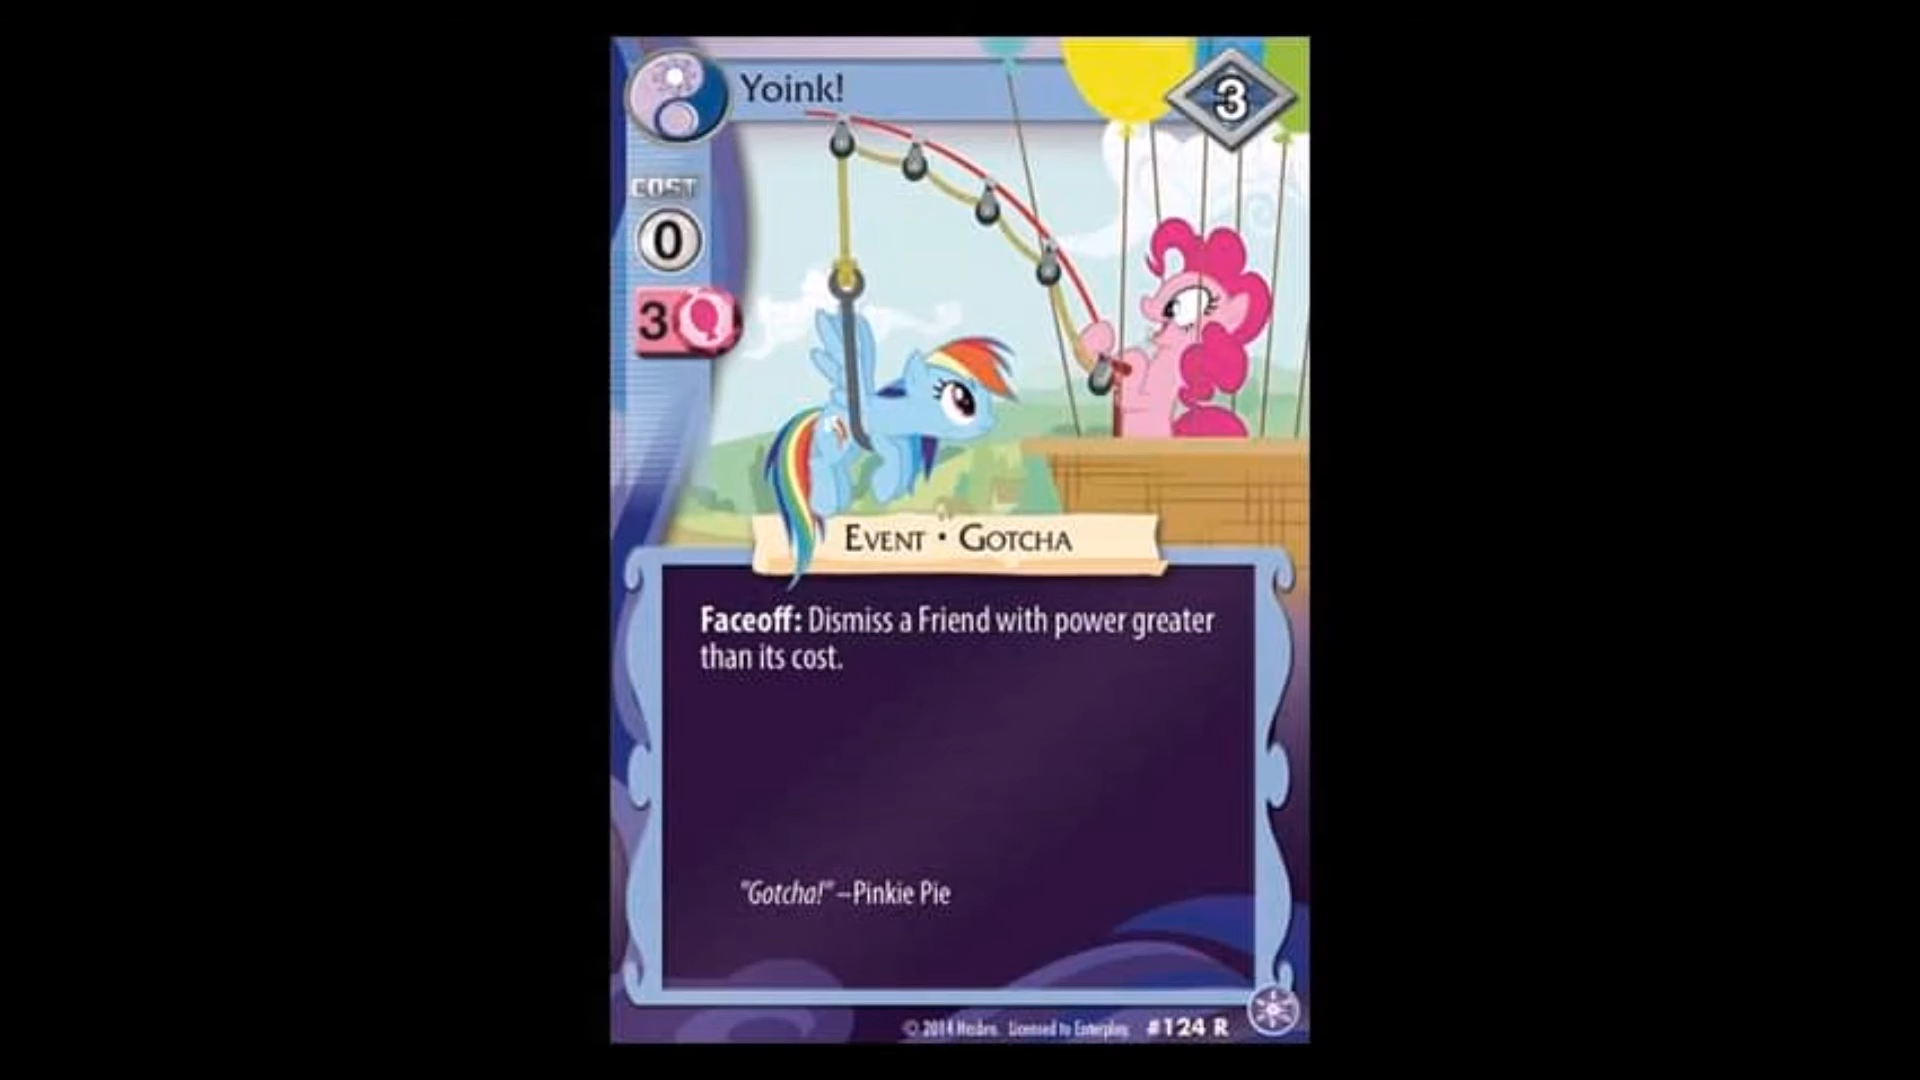 Yoink!
3
COST
0
3
EVENT • GOTCHA
Faceoff: Dismiss a Friend with power greater
than its cost.
"Gotcha!" –Pinkie Pie
© 2014 Hasbro. Licensed to Enterplay. #124 R